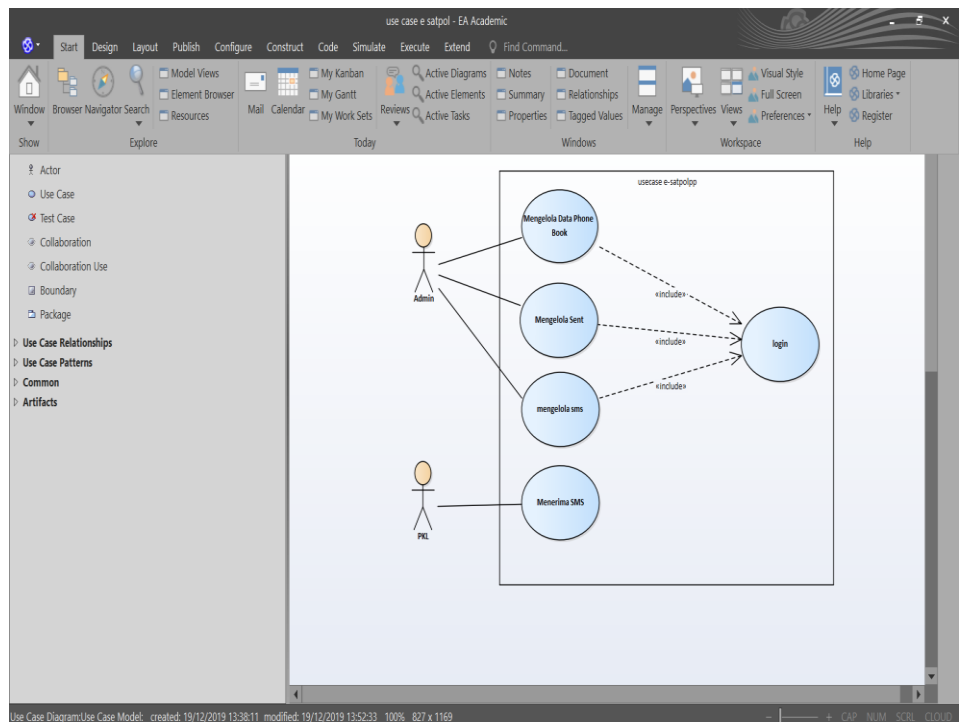 use case e satpol - EA Academic
Start Design Layout Publish Configure Construct Code Simulate Execute Extend Find Command...
Window
Browser
Navigator
Search
Model Views
Element Browser
Resources
Mail
Calendar
My Kanban
My Gantt
My Work Sets
Reviews
Active Diagrams
Active Elements
Active Tasks
Notes
Summary
Properties
Document
Relationships
Tagged Values
Manage
Perspectives
Views
Visual Style
Full Screen
Preferences
Help
Home Page
Libraries
Register
Show Explore Today Windows Workspace Help
Actor
Use Case
Test Case
Collaboration
Collaboration Use
Boundary
Package
Use Case Relationships
Use Case Patterns
Common
Artifacts
usecase e-satpolpp
Mengelola Data Phone
Book
Admin
«include»
Mengelola Sent
«include»
login
«include»
mengelola sms
Menerima SMS
PKL
Use Case Diagram:Use Case Model: created: 19/12/2019 13:38:11 modified: 19/12/2019 13:52:33 100% 827 x 1169
CAP NUM SCRL CLOUD